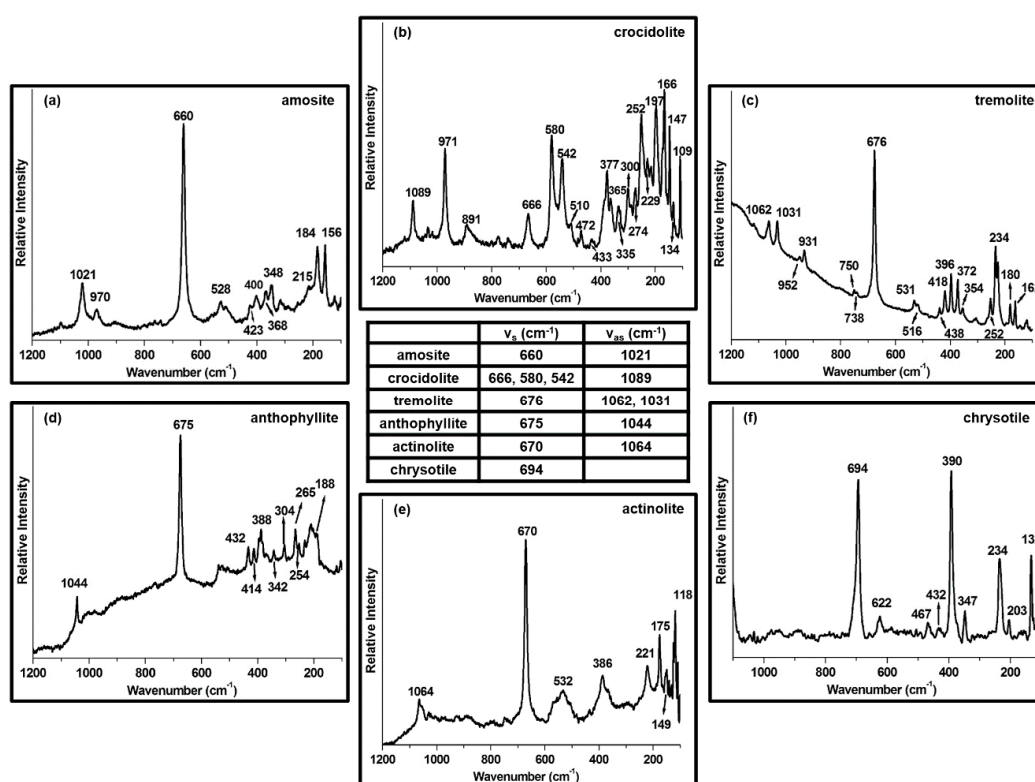 (a)
amosite
Relative Intensity
660
1021
970
528
423
400
368
348
215
184
156
1200 1000 800 600 400 200
Wavenumber (cm-1)
(b)
crocidolite
Relative Intensity
1089
971
891
666
580
542
510
472
433
377
365
335
300
274
252
229
197
166
147
134
109
1200 1000 800 600 400 200
Wavenumber (cm-1)
(c)
tremolite
Relative Intensity
1062
1031
952
931
750
738
676
531
516
438
418
396
372
354
252
234
180
1200 1000 800 600 400 200
Wavenumber (cm-1)
vs (cm-1) vas (cm-1)
amosite 660 1021
crocidolite 666, 580, 542 1089
tremolite 676 1062, 1031
anthophyllite 675 1044
actinolite 670 1064
chrysotile 694
(d)
anthophyllite
Relative Intensity
1044
675
432
414
388
342
304
265
254
188
1200 1000 800 600 400 200
Wavenumber (cm-1)
(e)
actinolite
Relative Intensity
1064
670
532
386
221
175
149
118
1200 1000 800 600 400 200
Wavenumber (cm-1)
(f)
chrysotile
Relative Intensity
694
622
467
432
390
347
234
203
1000 800 600 400 200
Wavenumber (cm-1)